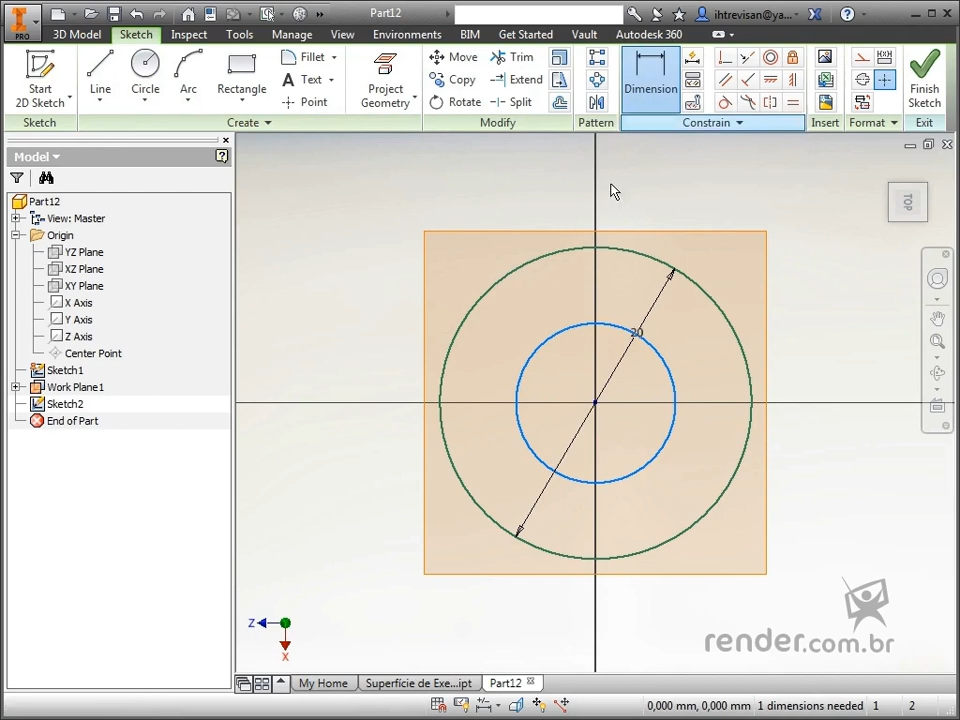 PRO
Part12
ihtrevisan@ya...
3D Model
Sketch
Inspect
Tools
Manage
View
Environments
BIM
Get Started
Vault
Autodesk 360
Start
2D Sketch
Line
Circle
Arc
Rectangle
Fillet
Text
Point
Project
Geometry
Move
Copy
Rotate
Trim
Extend
Split
Dimension
Finish
Sketch
Sketch
Create
Modify
Pattern
Constrain
Insert
Format
Exit
Model
Part12
View: Master
Origin
YZ Plane
XZ Plane
XY Plane
X Axis
Y Axis
Z Axis
Center Point
Sketch1
Work Plane1
Sketch2
End of Part
TOP
20
Z
X
render.com.br
My Home
Superfície de Exe...ipt
Part12
0,000 mm, 0,000 mm
1 dimensions needed
1
2